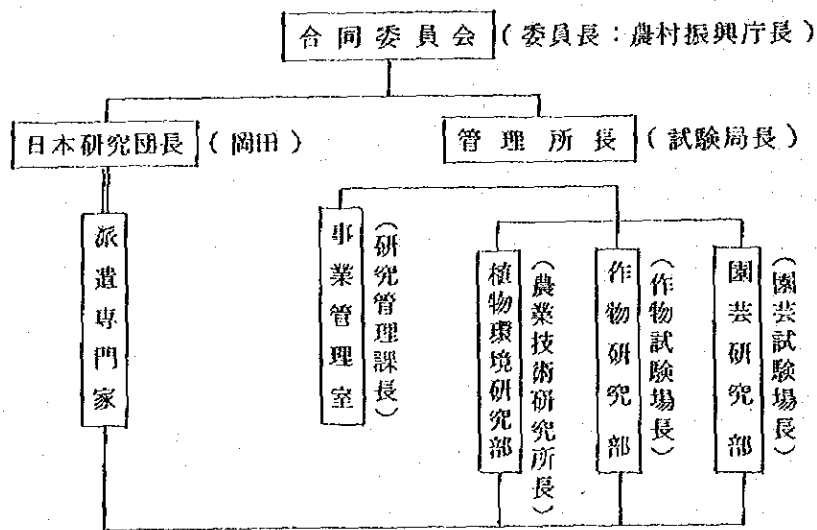 合同委員会(委員長：農村振興庁長)
日本研究団長(岡田)
管理所長(試験局長)
派遣専門家
事業管理室
(研究管理課長)
植物環境研究部
(農業技術研究所長)
作物研究部
(作物試験場長)
園芸研究部
(園芸試験場長)